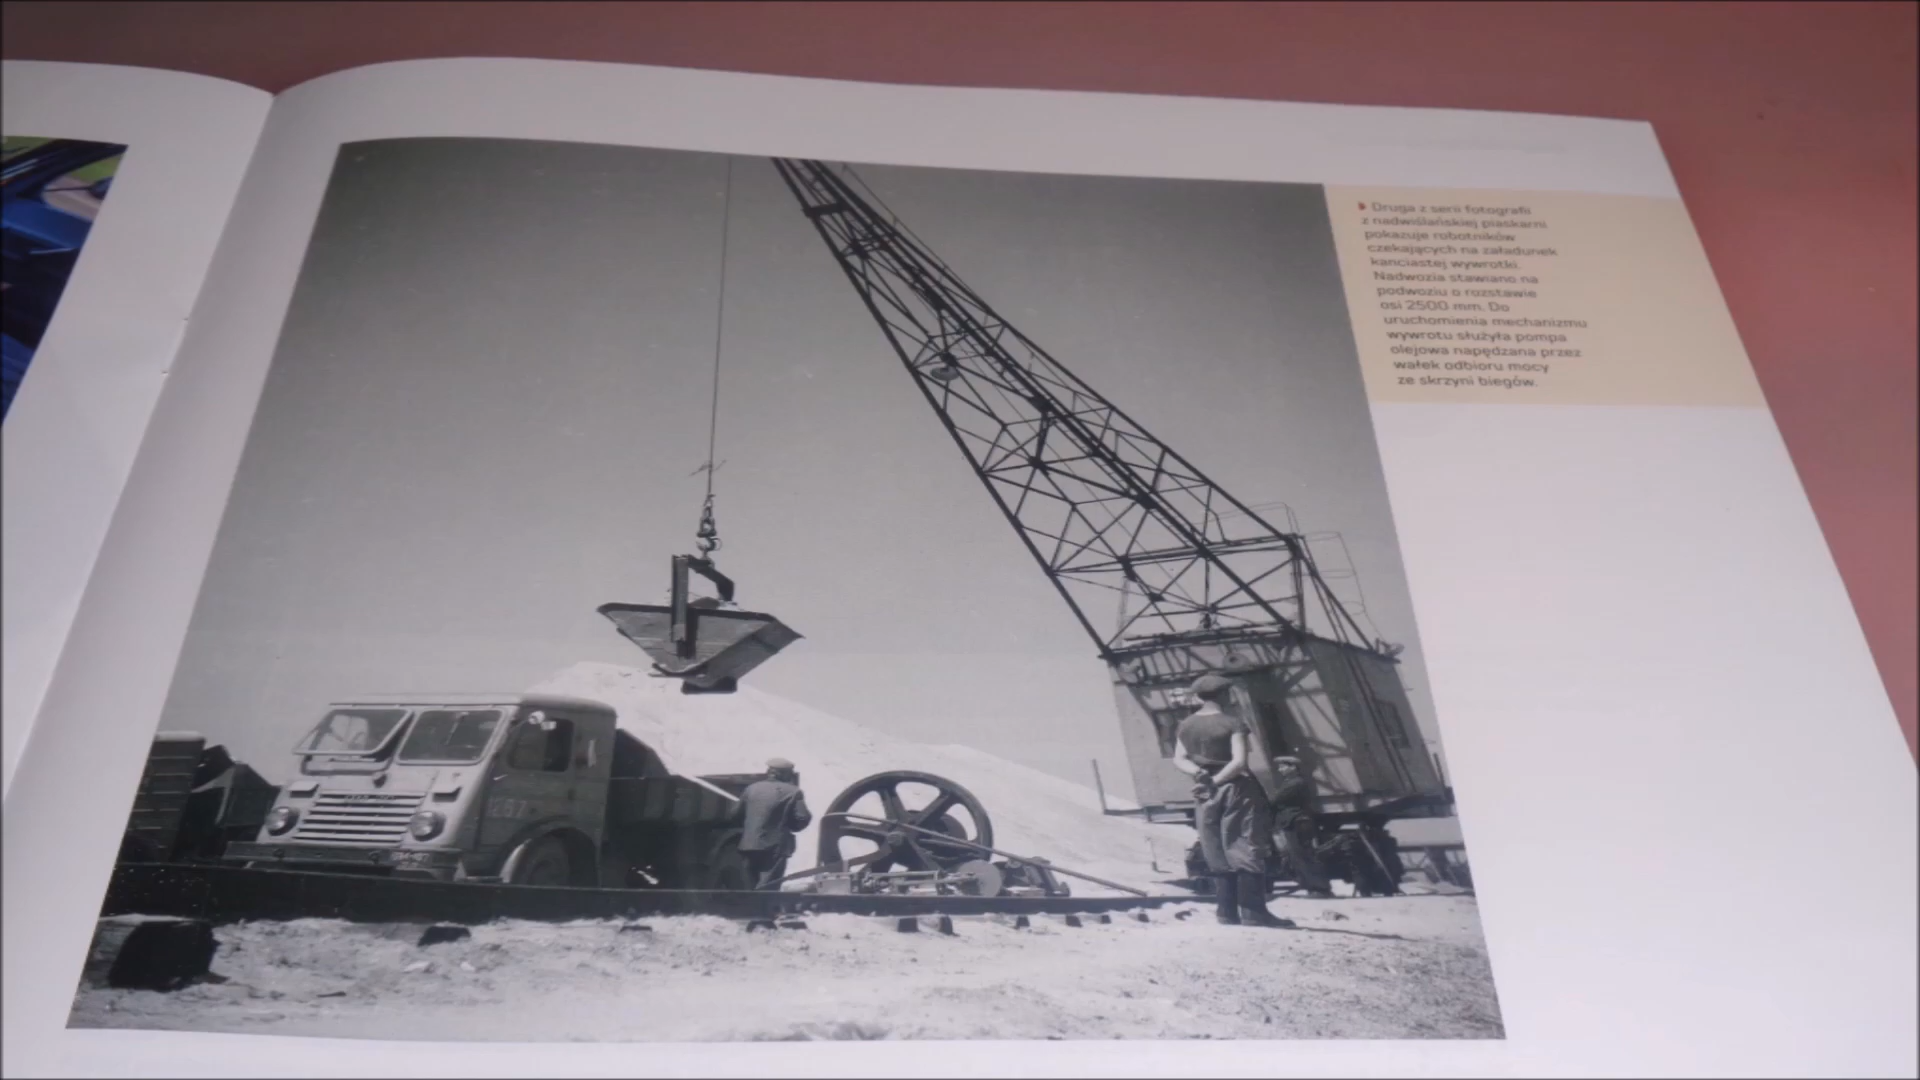 Druga z serii fotografii
z nadwiślańskiej piaskarni
pokazuje robotników
czekających na załadunek
kanciastej wywrotki.
Nadwozia stawiano na
podwoziu o rozstawie
osi 2500 mm. Do
uruchomienia mechanizmu
wywrotu służyła pompa
olejowa napędzana przez
wałek odbioru mocy
ze skrzyni biegów.